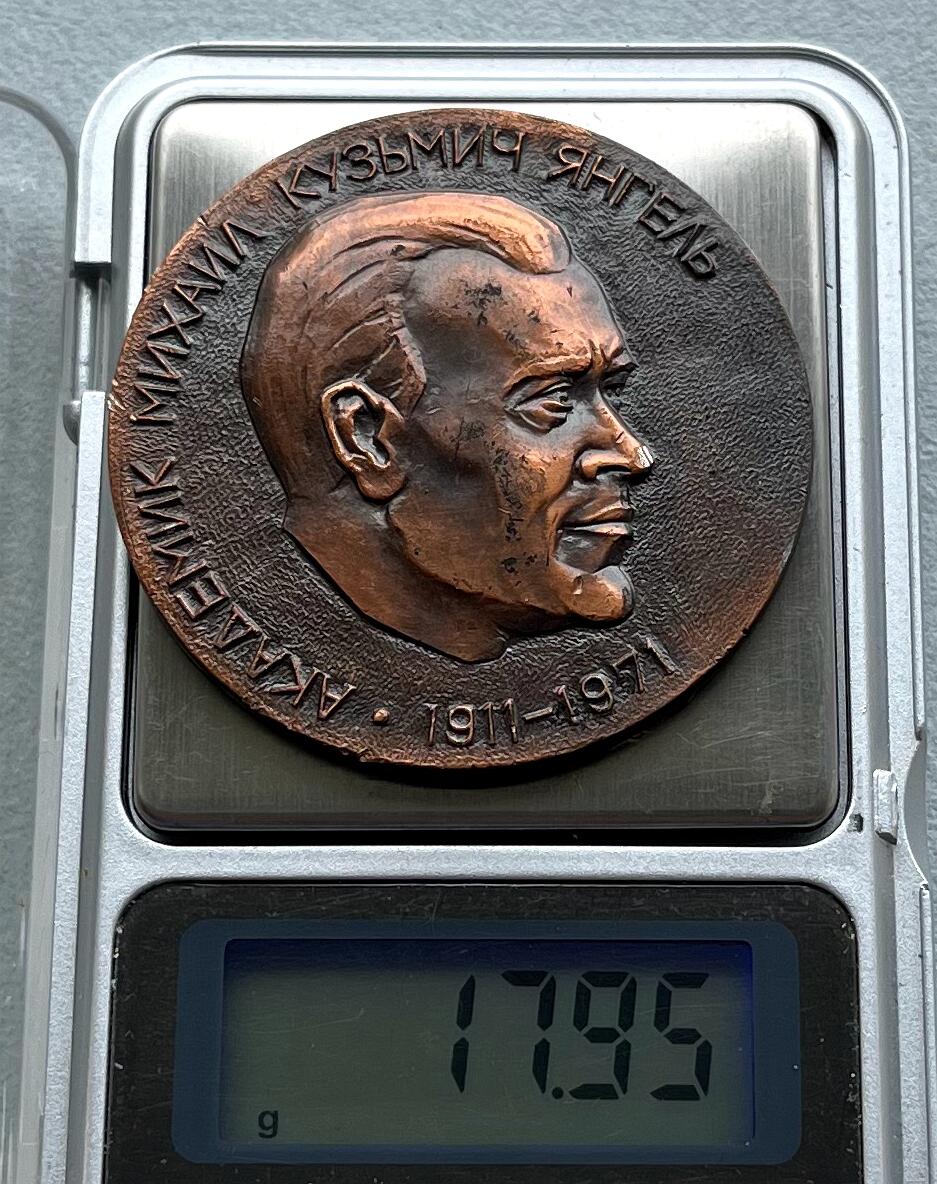 АКАДЕМИК МИХАИЛ КУЗЬМИЧ ЯНГЕЛЬ
• 1911–1971
17.95
g